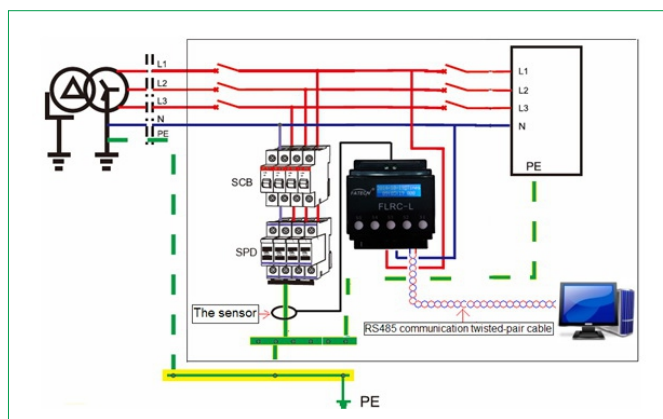 L1
L2
L3
N
PE
L1
L2
L3
N
PE
SCB
FATECH
FLRC-L
SPD
The sensor
RS485 communication twisted-pair cable
PE